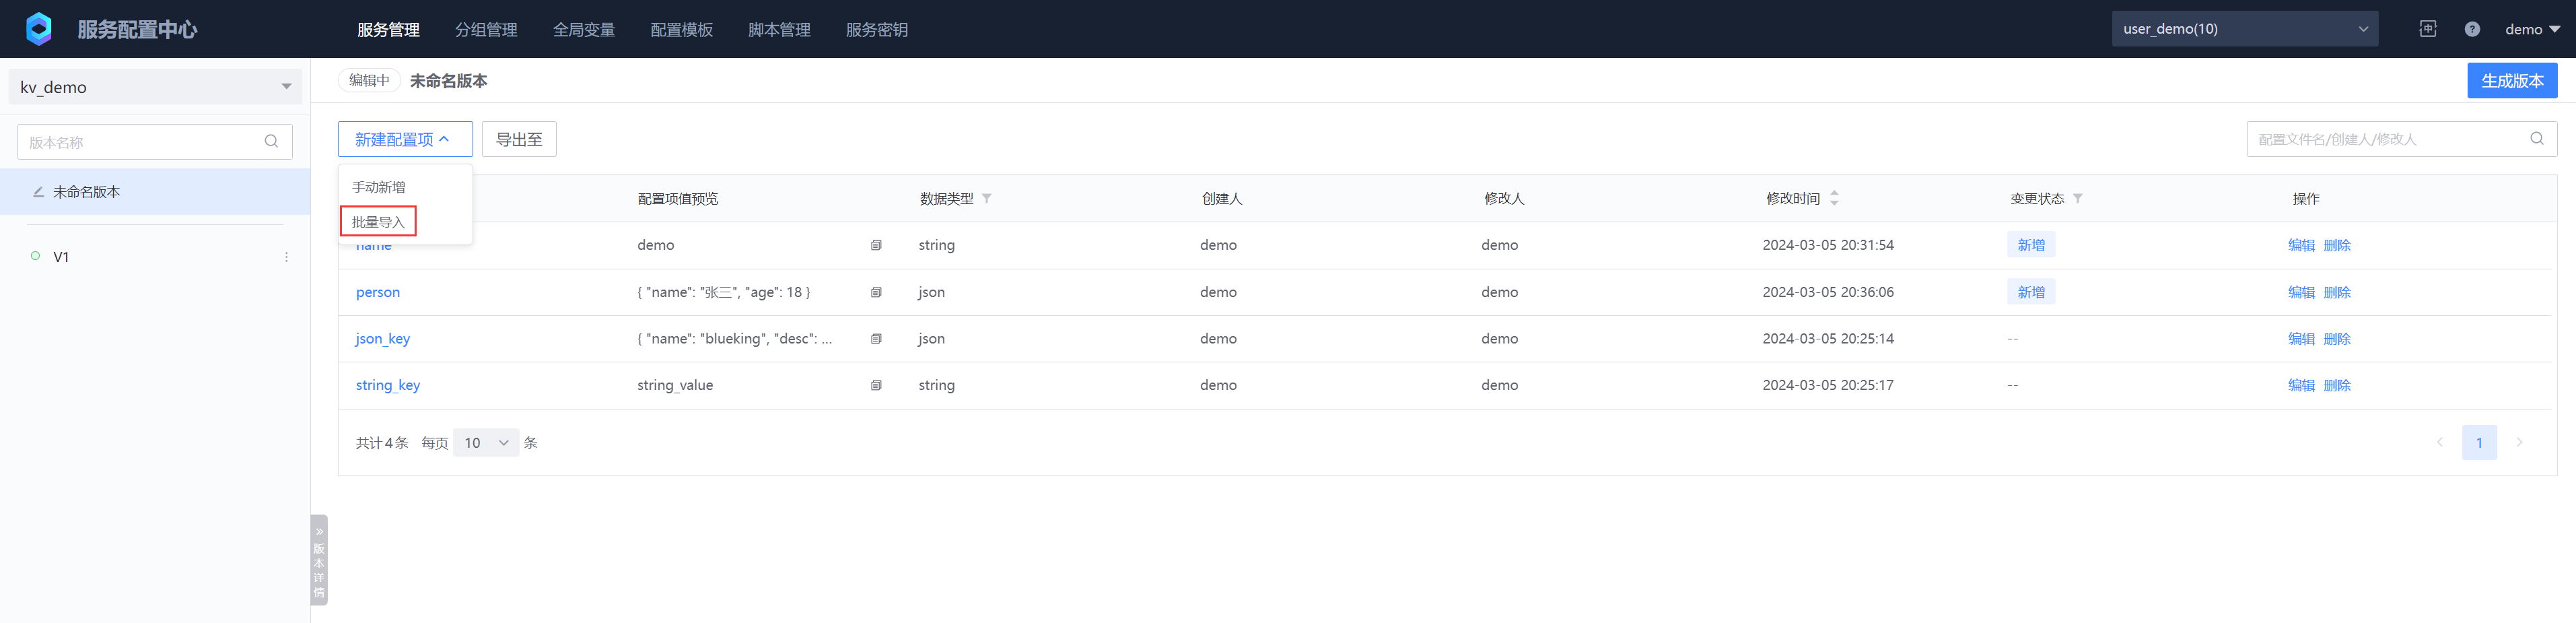 服务配置中心 服务管理 分组管理 全局变量 配置模板 脚本管理 服务密钥 user_demo(10) 中 ? demo
kv_demo 编辑中 未命名版本 生成版本
版本名称 新建配置项 导出至 配置文件名/创建人/修改人
手动新增
批量导入
未命名版本 配置项值预览 数据类型 创建人 修改人 修改时间 变更状态 操作
name demo string demo demo 2024-03-05 20:31:54 新增 编辑 删除
V1
person { "name": "张三", "age": 18 } json demo demo 2024-03-05 20:36:06 新增 编辑 删除
json_key { "name": "blueking", "desc": ... json demo demo 2024-03-05 20:25:14 -- 编辑 删除
string_key string_value string demo demo 2024-03-05 20:25:17 -- 编辑 删除
共计4条 每页 10 条 1
版本详情